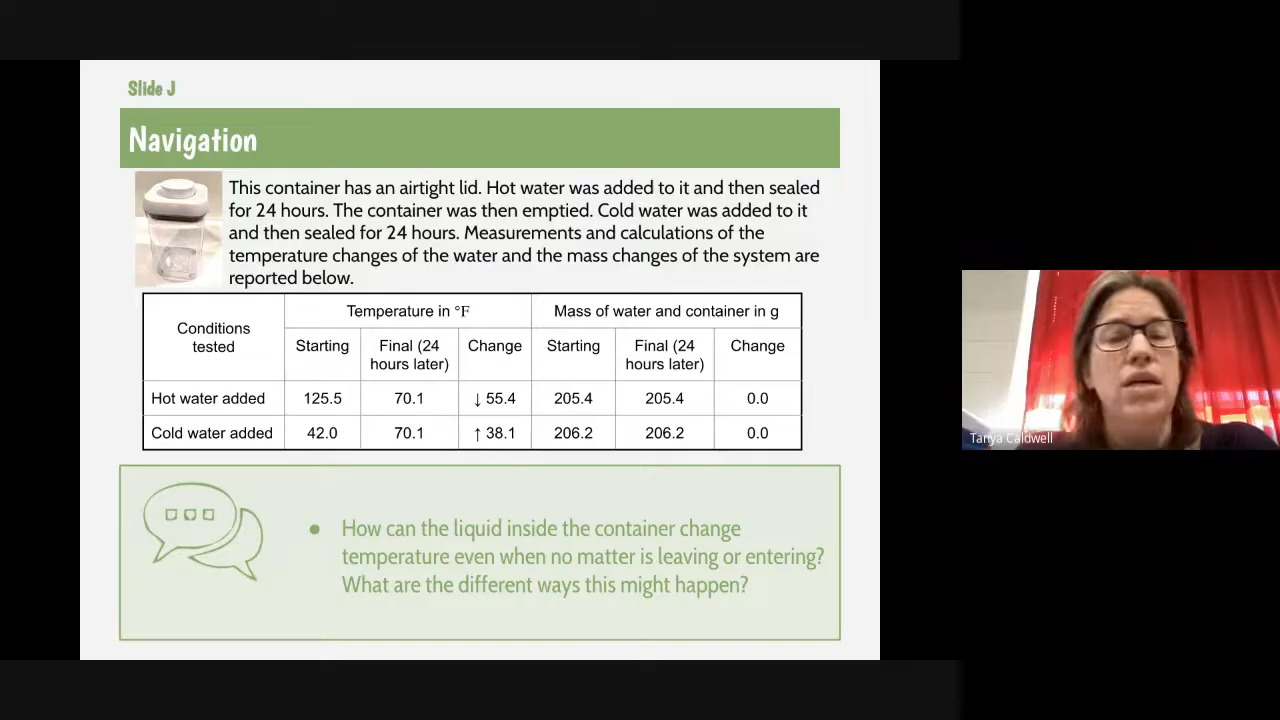 Slide J
Navigation
This container has an airtight lid. Hot water was added to it and then sealed
for 24 hours. The container was then emptied. Cold water was added to it
and then sealed for 24 hours. Measurements and calculations of the
temperature changes of the water and the mass changes of the system are
reported below.
Conditions tested
Temperature in °F
Mass of water and container in g
Starting
Final (24 hours later)
Change
Starting
Final (24 hours later)
Change
Hot water added 125.5 70.1 ↓ 55.4 205.4 205.4 0.0
Cold water added 42.0 70.1 ↑ 38.1 206.2 206.2 0.0
● How can the liquid inside the container change
temperature even when no matter is leaving or entering?
What are the different ways this might happen?
Tanya Caldwell